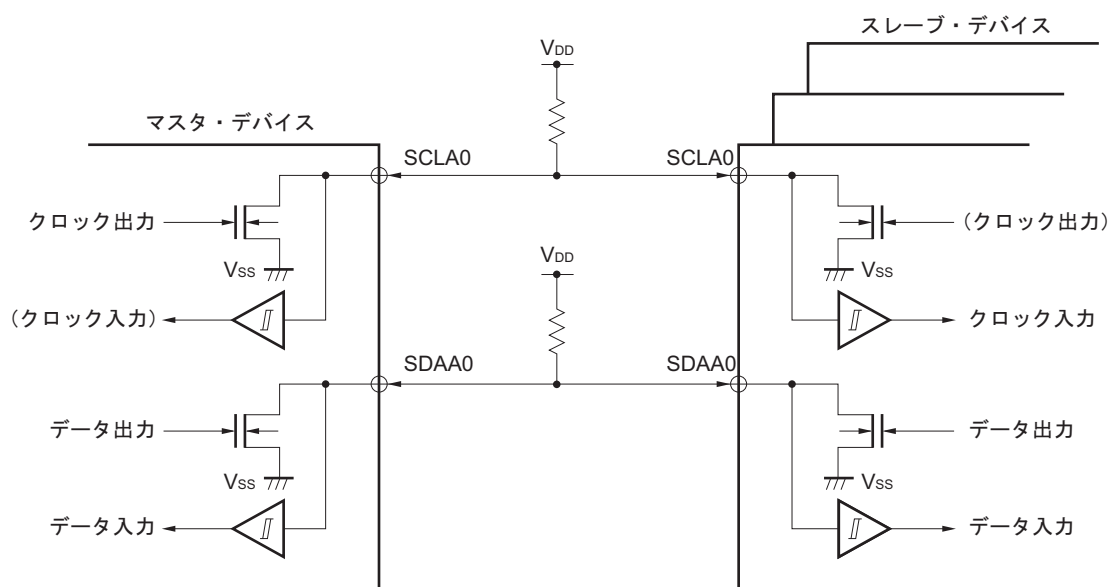 スレーブ・デバイス
VDD
マスタ・デバイス
SCLA0
SCLA0
クロック出力
(クロック出力)
VSS
VSS
VDD
(クロック入力)
クロック入力
SDAA0
SDAA0
データ出力
データ出力
VSS
VSS
データ入力
データ入力